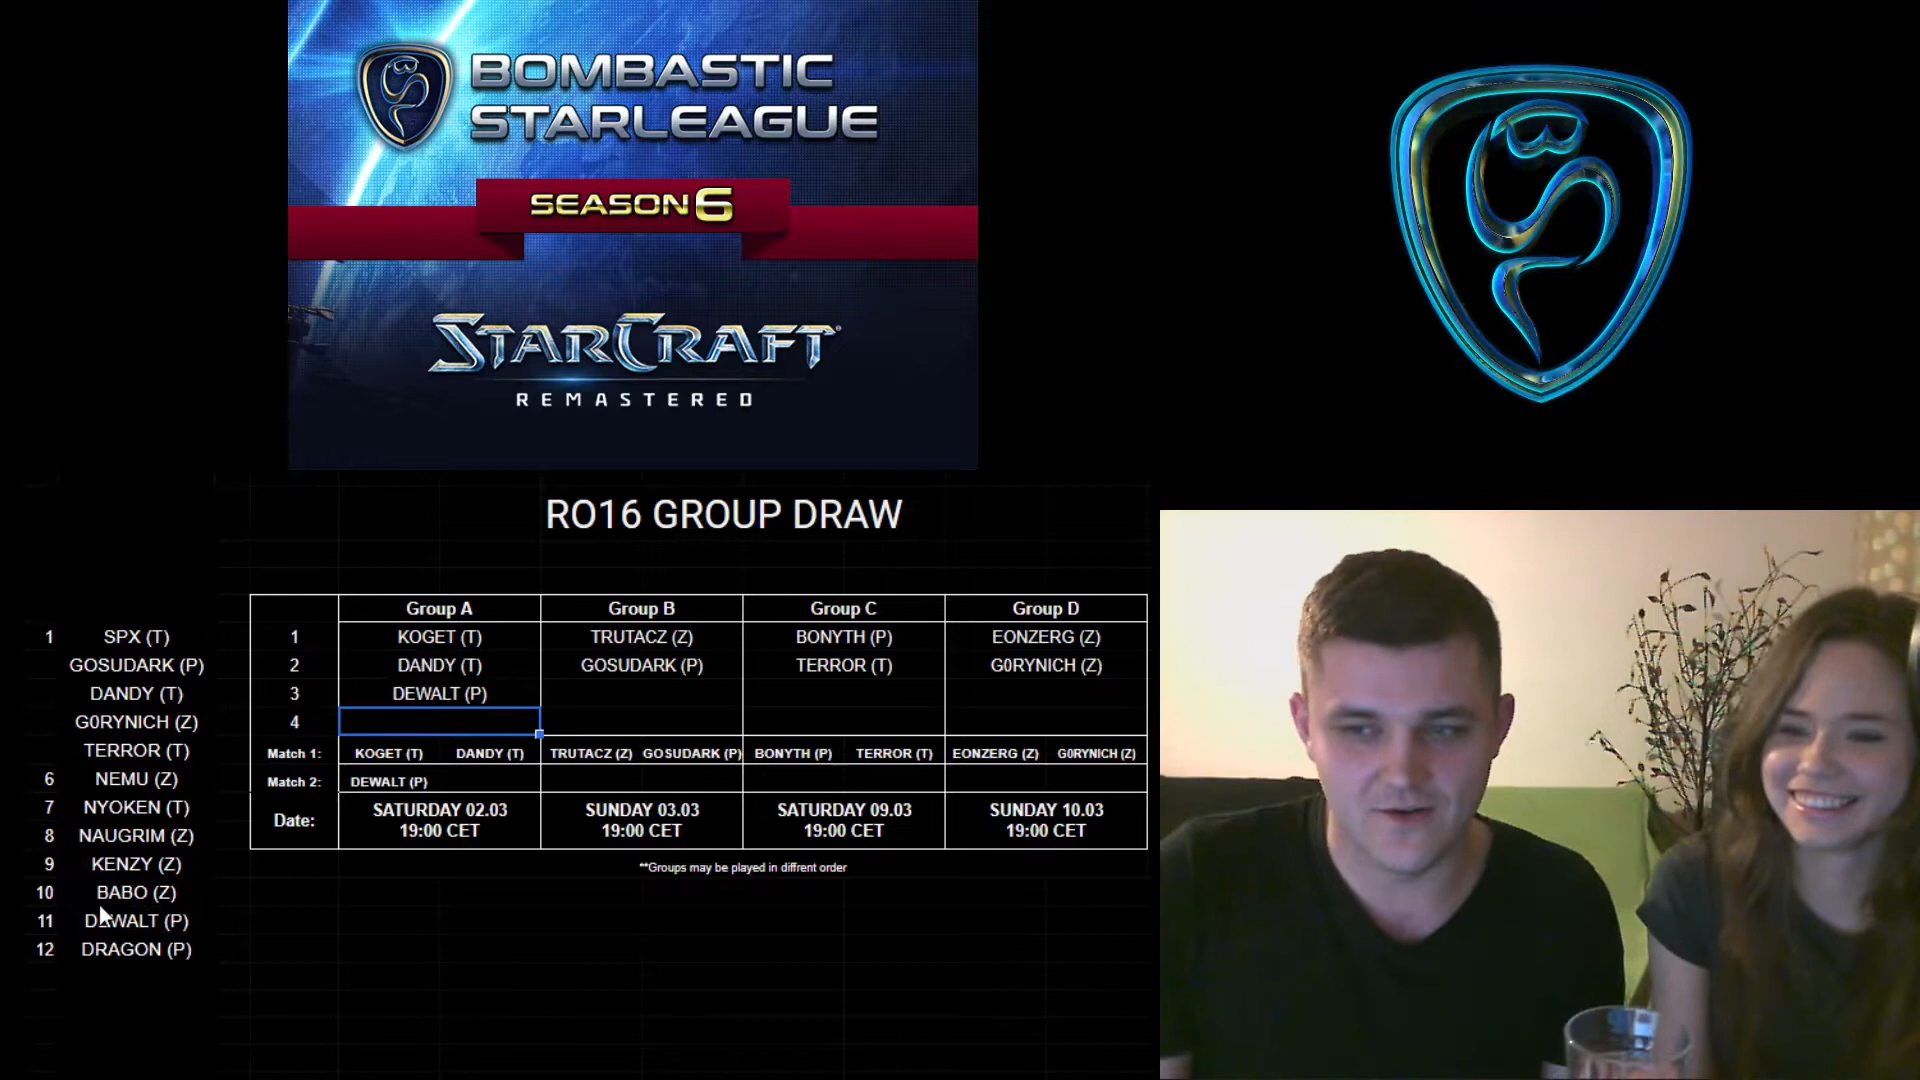 BOMBASTIC
STARLEAGUE
SEASON 6
STARCRAFT
REMASTERED
RO16 GROUP DRAW
1 SPX (T)
GOSUDARK (P)
DANDY (T)
G0RYNICH (Z)
TERROR (T)
6 NEMU (Z)
7 NYOKEN (T)
8 NAUGRIM (Z)
9 KENZY (Z)
10 BABO (Z)
11 DEWALT (P)
12 DRAGON (P)
Group A Group B Group C Group D
1 KOGET (T) TRUTACZ (Z) BONYTH (P) EONZERG (Z)
2 DANDY (T) GOSUDARK (P) TERROR (T) G0RYNICH (Z)
3 DEWALT (P)
4
Match 1: KOGET (T) DANDY (T) TRUTACZ (Z) GOSUDARK (P) BONYTH (P) TERROR (T) EONZERG (Z) G0RYNICH (Z)
Match 2: DEWALT (P)
Date: SATURDAY 02.03 SUNDAY 03.03 SATURDAY 09.03 SUNDAY 10.03
19:00 CET 19:00 CET 19:00 CET 19:00 CET
**Groups may be played in diffrent order